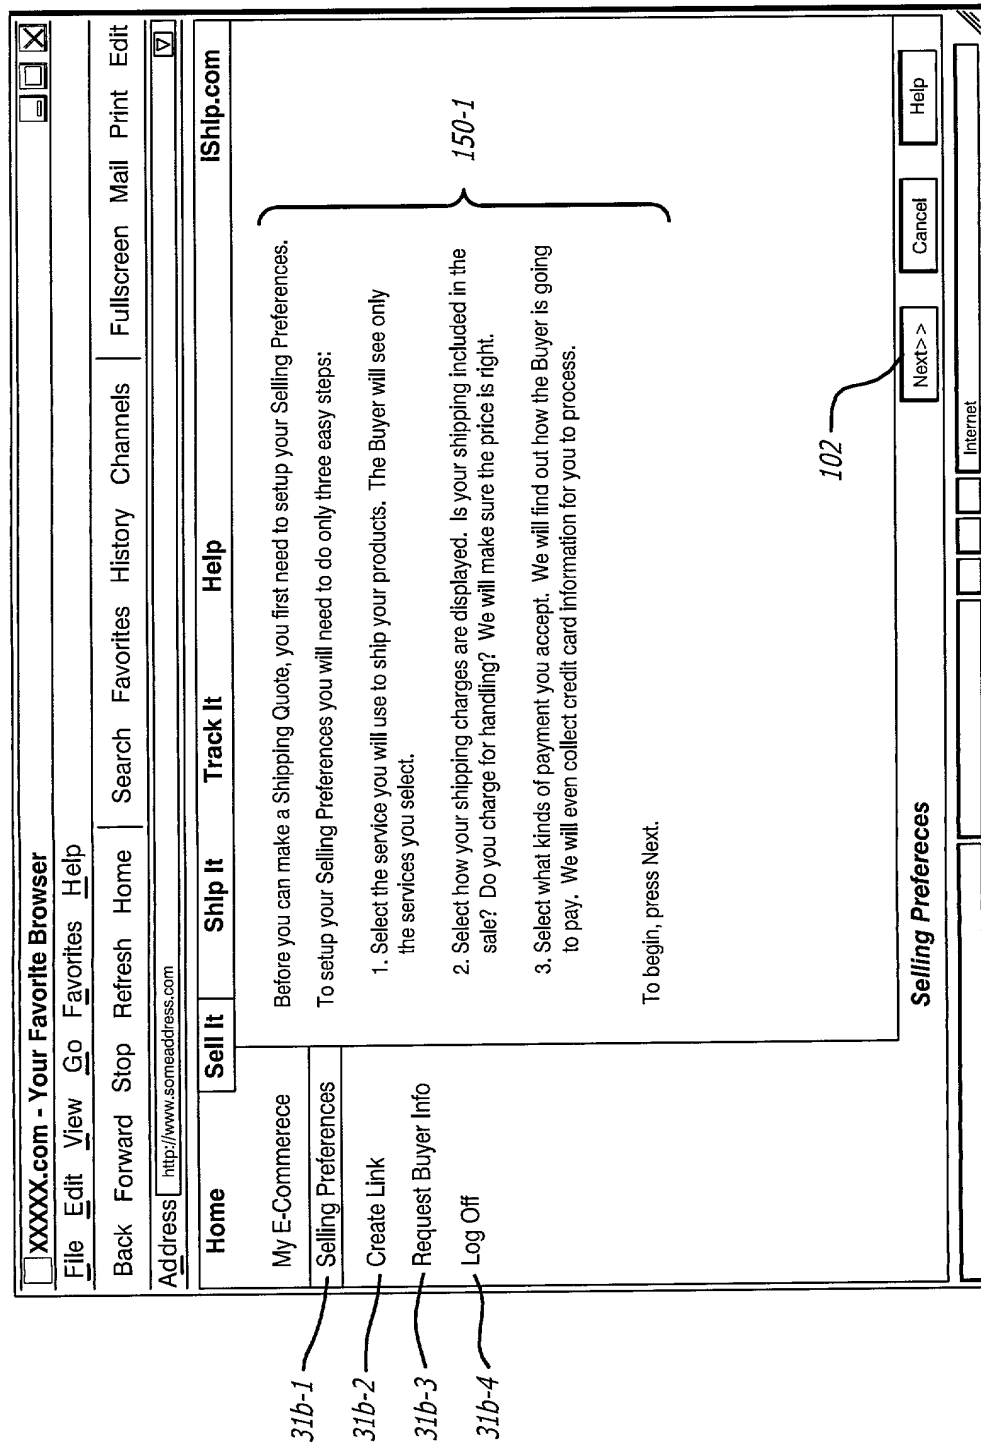 XXXXX.com - Your Favorite Browser
File Edit View Go Favorites Help
Back Forward Stop Refresh Home Search Favorites History Channels Fullscreen Mail Print Edit
Address http://www.someaddress.com
Home Sell It Ship It Track It Help IShip.com
My E-Commerece
Selling Preferences
Create Link
Request Buyer Info
Log Off
31b-1
31b-2
31b-3
31b-4
Before you can make a Shipping Quote, you first need to setup your Selling Preferences.
To setup your Selling Preferences you will need to do only three easy steps:
1. Select the service you will use to ship your products. The Buyer will see only
the services you select.
2. Select how your shipping charges are displayed. Is your shipping included in the
sale? Do you charge for handling? We will make sure the price is right.
3. Select what kinds of payment you accept. We will find out how the Buyer is going
to pay. We will even collect credit card information for you to process.
To begin, press Next.
150-1
102
Selling Prefereces
Next>> Cancel Help
Internet